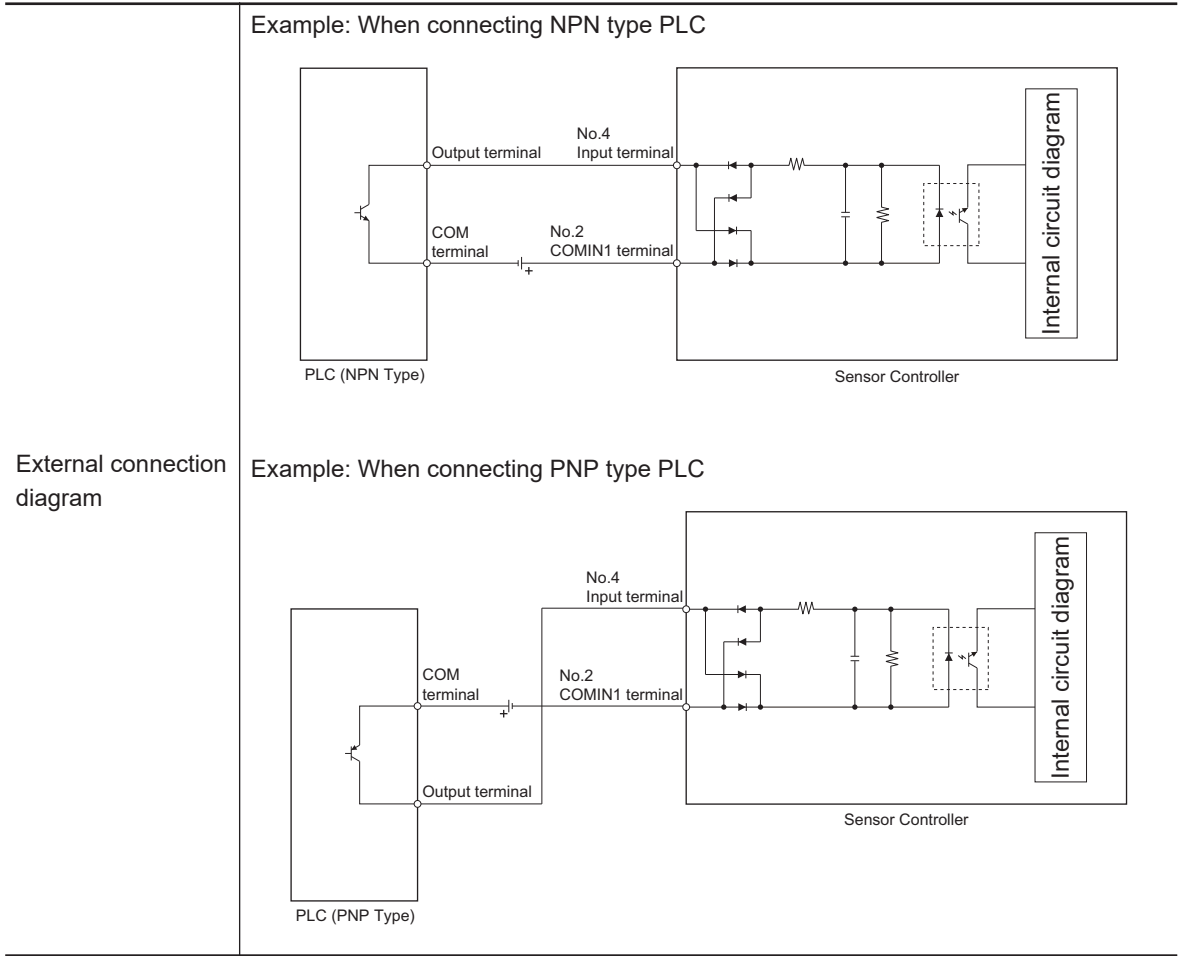 Example: When connecting NPN type PLC
No.4
Output terminal
Input terminal
COM
terminal
No.2
COMIN1 terminal
+
Internal circuit diagram
PLC (NPN Type)
Sensor Controller
External connection
diagram
Example: When connecting PNP type PLC
No.4
Input terminal
COM
terminal
No.2
COMIN1 terminal
+
Output terminal
Internal circuit diagram
Sensor Controller
PLC (PNP Type)